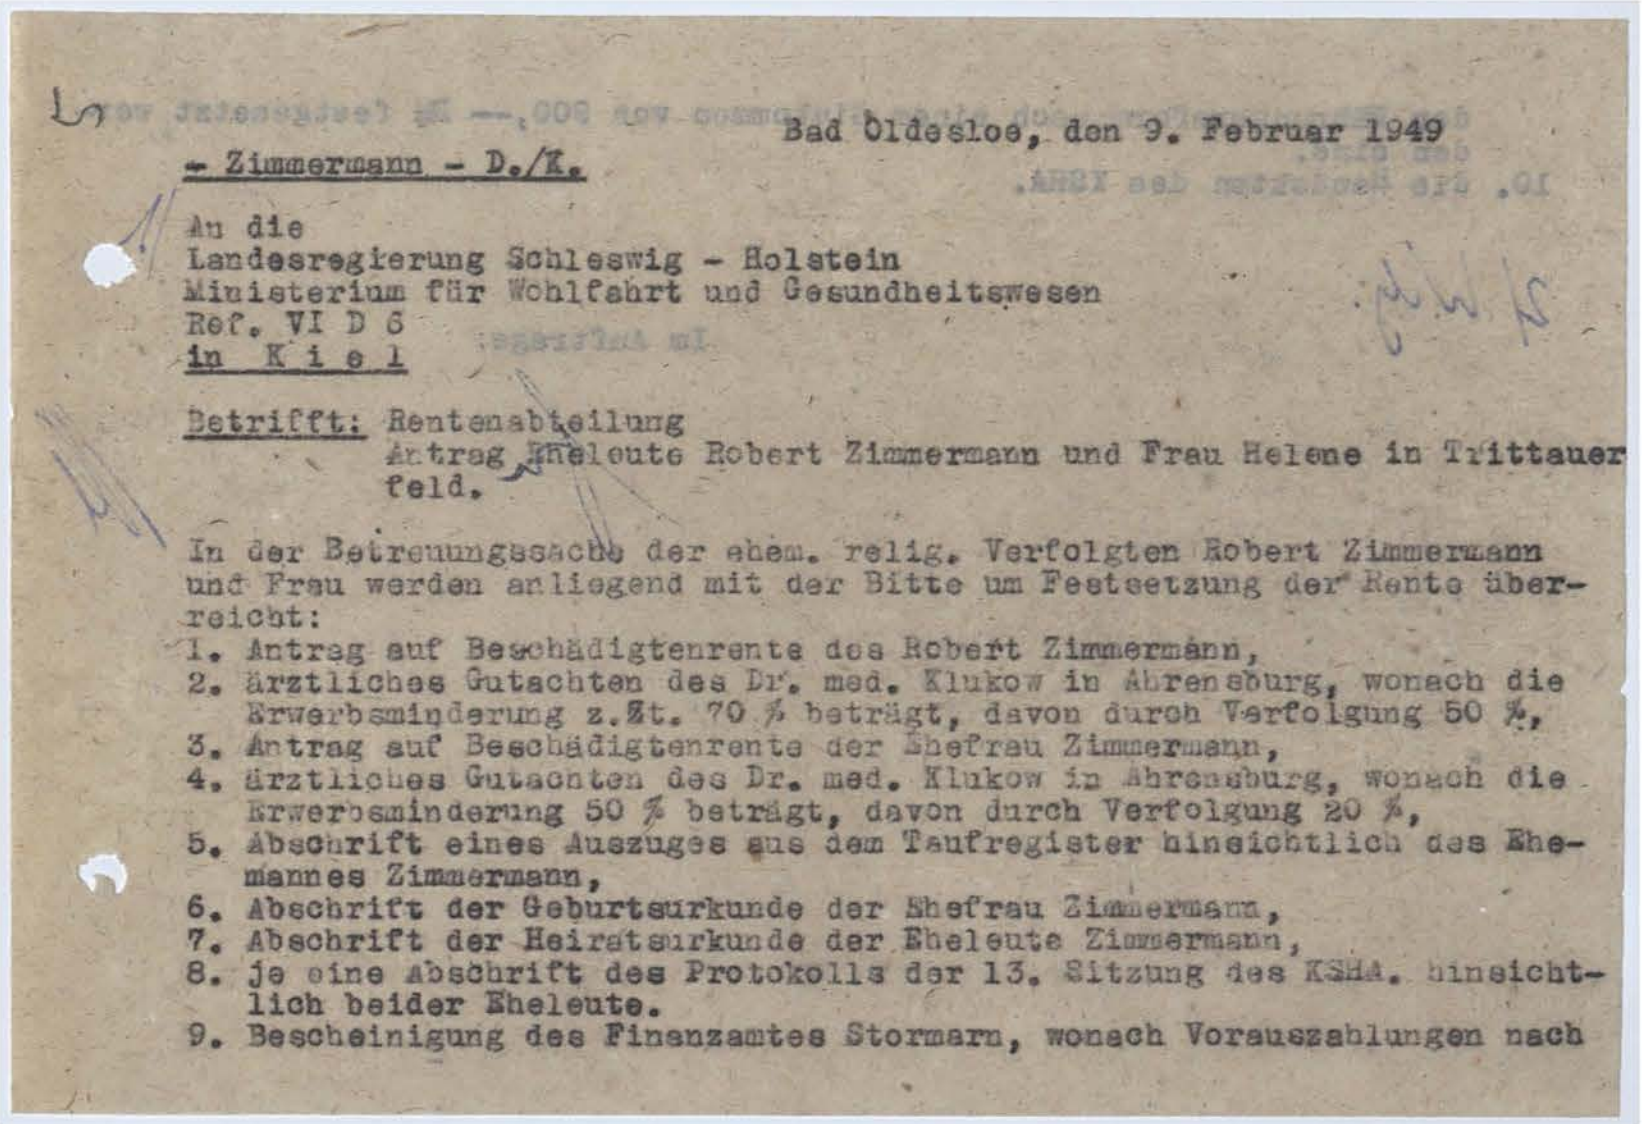 Bad Oldesloe, den 9. Februar 1949
- Zimmermann - D./K.
An die
Landesregierung Schleswig - Holstein
Ministerium für Wohlfahrt und Gesundheitswesen
Ref. VI D 6
in K i e l
Betrifft: Rentenabteilung
Antrag Eheleute Robert Zimmermann und Frau Helene in Trittauer
feld.
In der Betreuungssache der ehem. relig. Verfolgten Robert Zimmermann
und Frau werden anliegend mit der Bitte um Festsetzung der Rente über-
reicht:
1. Antrag auf Beschädigtenrente des Robert Zimmermann,
2. ärztliches Gutachten des Dr. med. Klukow in Ahrensburg, wonach die
Erwerbsminderung z.Zt. 70 % beträgt, davon durch Verfolgung 50 %,
3. Antrag auf Beschädigtenrente der Ehefrau Zimmermann,
4. ärztliches Gutachten des Dr. med. Klukow in Ahrensburg, wonach die
Erwerbsminderung 50 % beträgt, davon durch Verfolgung 20 %,
5. Abschrift eines Auszuges aus dem Taufregister hinsichtlich des Ehe-
mannes Zimmermann,
6. Abschrift der Geburtsurkunde der Ehefrau Zimmermann,
7. Abschrift der Heiratsurkunde der Eheleute Zimmermann,
8. je eine Abschrift des Protokolls der 13. Sitzung des KSHA. hinsicht-
lich beider Eheleute.
9. Bescheinigung des Finanzamtes Stormarn, wonach Vorauszahlungen nach